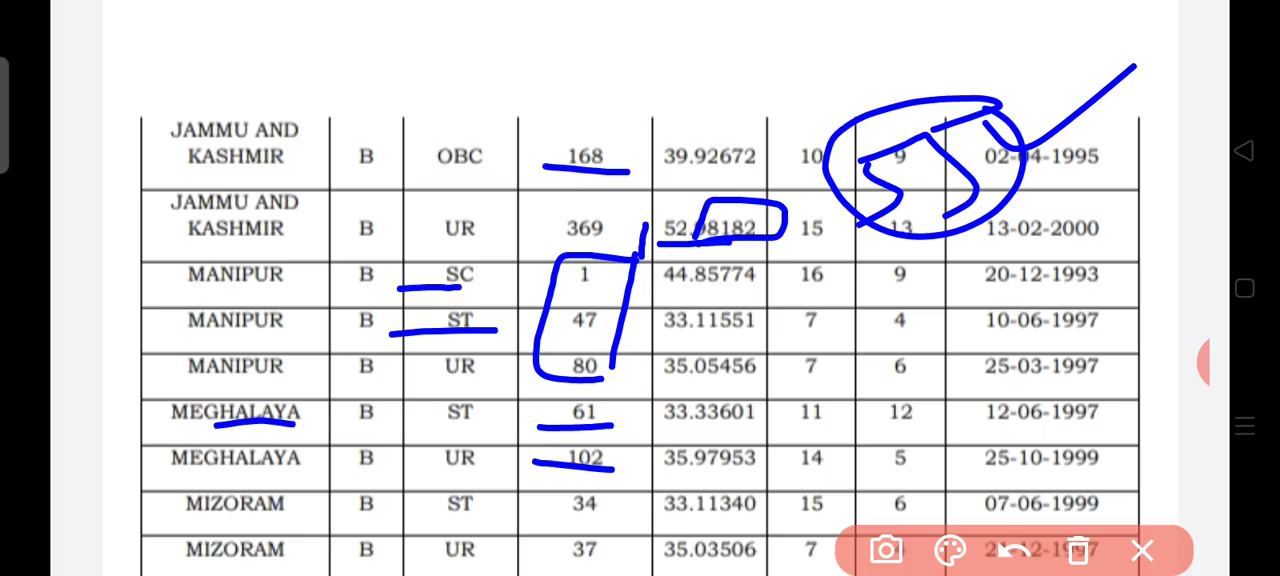 JAMMU AND
KASHMIR B OBC 168 39.92672 10 9 02-04-1995
JAMMU AND
KASHMIR B UR 369 52.98182 15 13 13-02-2000
MANIPUR B SC 1 44.85774 16 9 20-12-1993
MANIPUR B ST 47 33.11551 7 4 10-06-1997
MANIPUR B UR 80 35.05456 7 6 25-03-1997
MEGHALAYA B ST 61 33.33601 11 12 12-06-1997
MEGHALAYA B UR 102 35.97953 14 5 25-10-1999
MIZORAM B ST 34 33.11340 15 6 07-06-1999
MIZORAM B UR 37 35.03506 7